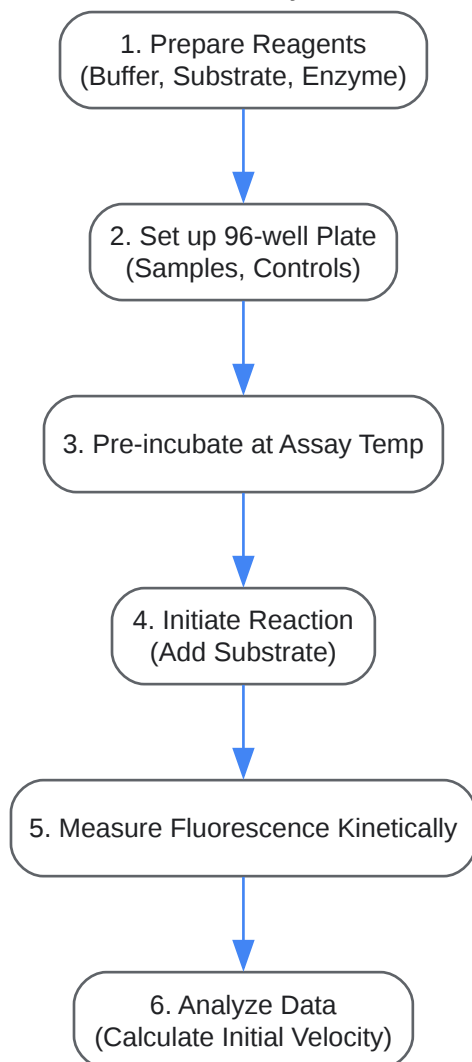 1. Prepare Reagents
(Buffer, Substrate, Enzyme)
2. Set up 96-well Plate
(Samples, Controls)
3. Pre-incubate at Assay Temp
4. Initiate Reaction
(Add Substrate)
5. Measure Fluorescence Kinetically
6. Analyze Data
(Calculate Initial Velocity)